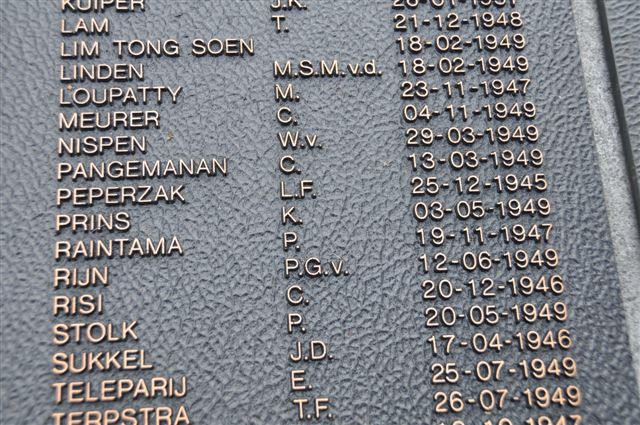 KUIPER J.K.
LAM T. 21-12-1948
LIM TONG SOEN 18-02-1949
LINDEN M.S.M.v.d. 18-02-1949
LOUPATTY M. 23-11-1947
MEURER C. 04-11-1949
NISPEN W.v. 29-03-1949
PANGEMANAN C. 13-03-1949
PEPERZAK L.F. 25-12-1945
PRINS K. 03-05-1949
RAINTAMA P. 19-11-1947
RIJN P.G.v. 12-06-1949
RISI C. 20-12-1946
STOLK P. 20-05-1949
SUKKEL J.D. 17-04-1946
TELEPARIJ E. 25-07-1949
TERPSTRA T.F. 26-07-1949